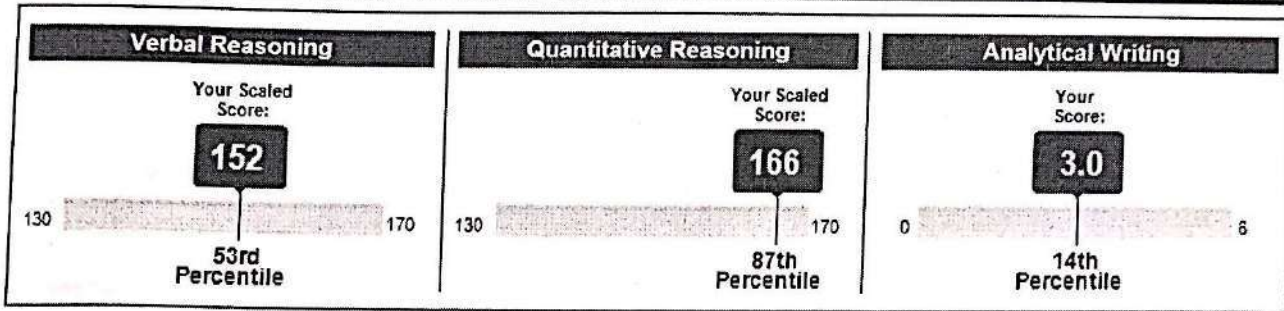 Verbal Reasoning
Your Scaled
Score:
152
130
170
53rd
Percentile
Quantitative Reasoning
Your Scaled
Score:
166
130
170
87th
Percentile
Analytical Writing
Your
Score:
3.0
0
6
14th
Percentile